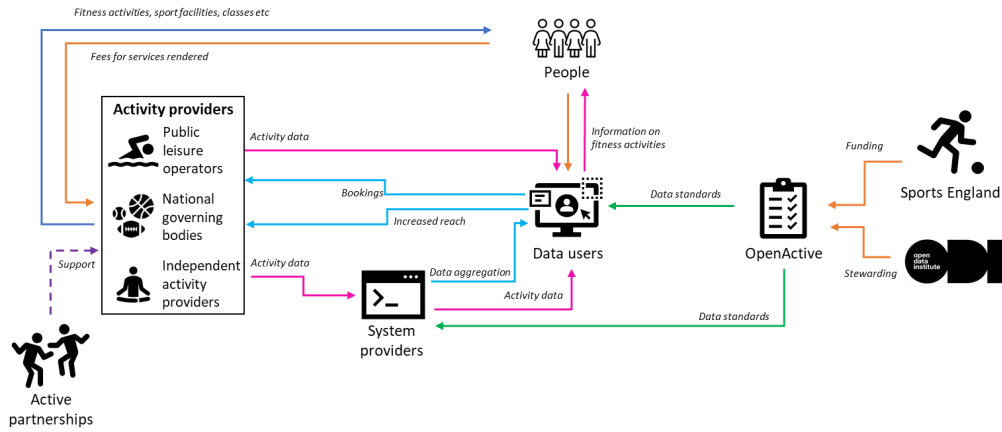 Fitness activities, sport facilities, classes etc
Fees for services rendered
People
Activity providers
Public
leisure
operators
National
governing
bodies
Independent
activity
providers
Activity data
Information on
fitness activities
Bookings
Increased reach
Data users
Data standards
Funding
Sports England
OpenActive
open
data
institute
ODI
Stewarding
Support
Activity data
Data aggregation
Activity data
System
providers
Data standards
Active
partnerships